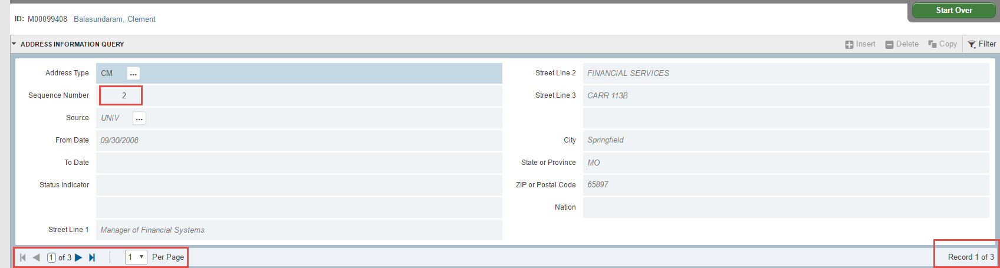 Start Over
ID: M00099408 Balasundaram, Clement
ADDRESS INFORMATION QUERY Insert Delete Copy Filter
Address Type CM ... Street Line 2 FINANCIAL SERVICES
Sequence Number 2 Street Line 3 CARR 113B
Source UNIV ...
From Date 09/30/2008 City Springfield
To Date State or Province MO
Status Indicator ZIP or Postal Code 65897
Nation
Street Line 1 Manager of Financial Systems
1 of 3 1 Per Page Record 1 of 3